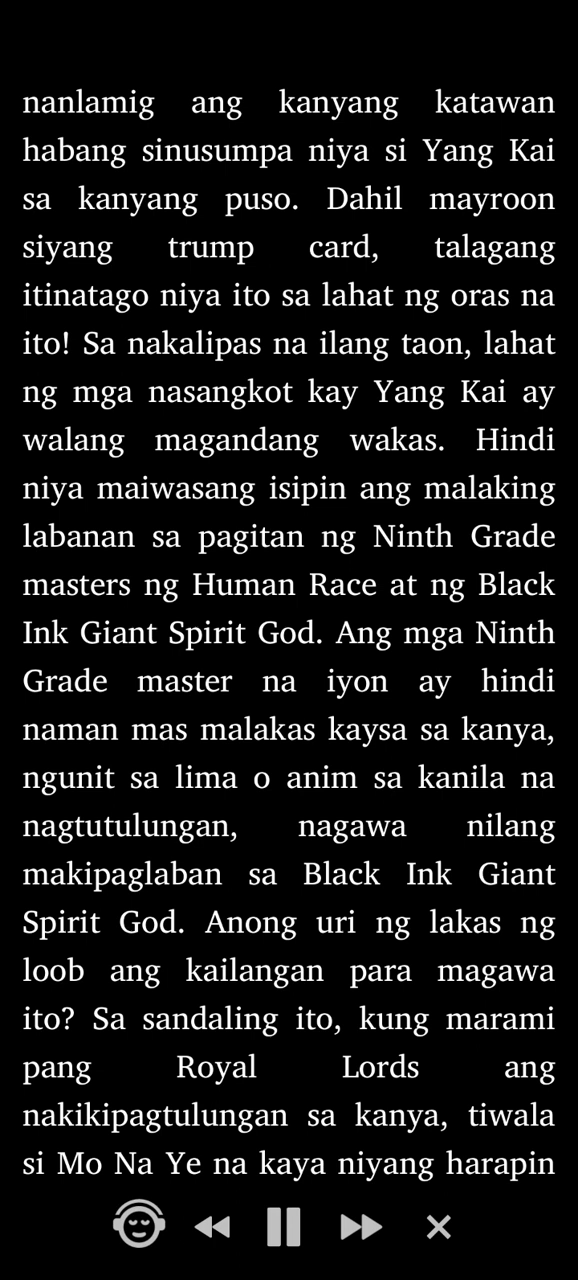 nanlamig ang kanyang katawan
habang sinusumpa niya si Yang Kai
sa kanyang puso. Dahil mayroon
siyang trump card, talagang
itinatago niya ito sa lahat ng oras na
ito! Sa nakalipas na ilang taon, lahat
ng mga nasangkot kay Yang Kai ay
walang magandang wakas. Hindi
niya maiwasang isipin ang malaking
labanan sa pagitan ng Ninth Grade
masters ng Human Race at ng Black
Ink Giant Spirit God. Ang mga Ninth
Grade master na iyon ay hindi
naman mas malakas kaysa sa kanya,
ngunit sa lima o anim sa kanila na
nagtutulungan, nagawa nilang
makipaglaban sa Black Ink Giant
Spirit God. Anong uri ng lakas ng
loob ang kailangan para magawa
ito? Sa sandaling ito, kung marami
pang Royal Lords ang
nakikipagtulungan sa kanya, tiwala
si Mo Na Ye na kaya niyang harapin